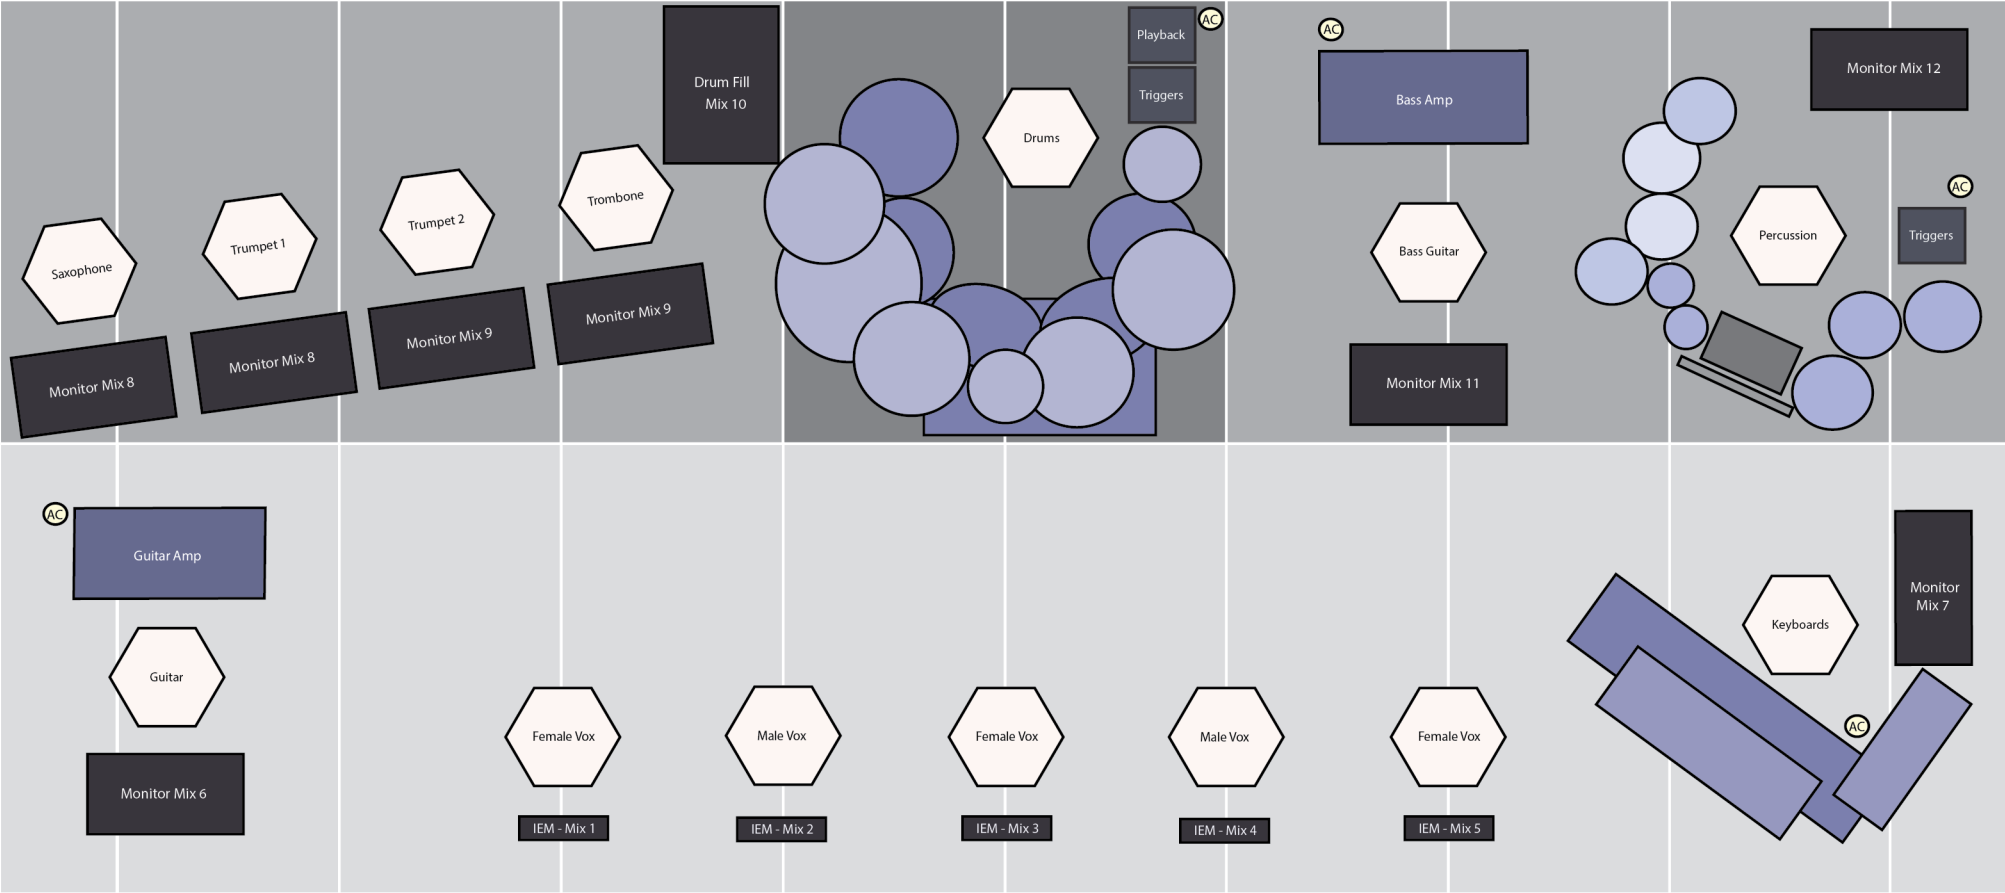 Drum Fill
Mix 10
Playback
AC
Triggers
Drums
AC
Bass Amp
Monitor Mix 12
Saxophone
Trumpet 1
Trumpet 2
Trombone
Bass Guitar
Percussion
AC
Triggers
Monitor Mix 8
Monitor Mix 8
Monitor Mix 9
Monitor Mix 9
Monitor Mix 11
AC
Guitar Amp
Guitar
Monitor Mix 6
Female Vox
Male Vox
Female Vox
Male Vox
Female Vox
Keyboards
Monitor
Mix 7
AC
IEM - Mix 1
IEM - Mix 2
IEM - Mix 3
IEM - Mix 4
IEM - Mix 5